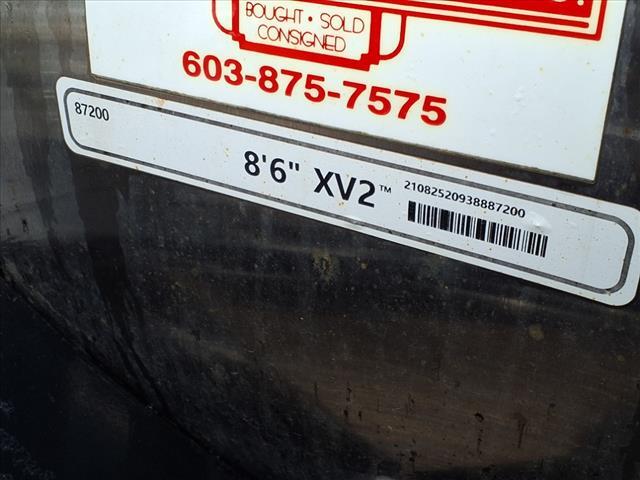 BOUGHT • SOLD
CONSIGNED
603-875-7575
87200
8'6" XV2™
21082520938887200